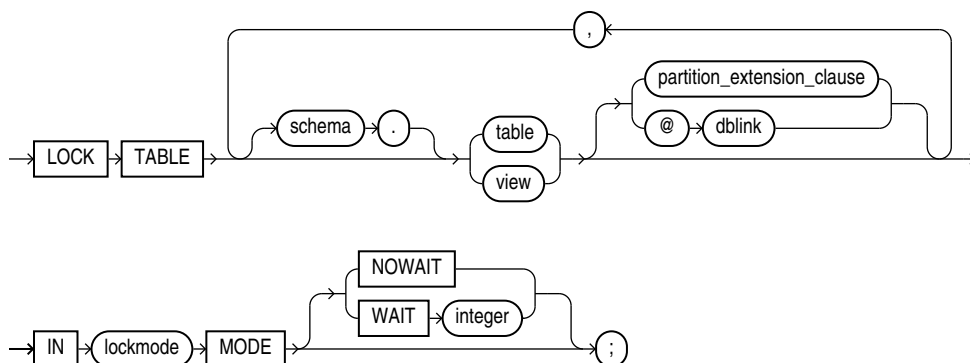 ,
partition_extension_clause
schema . table @ dblink
LOCK TABLE view
NOWAIT
WAIT integer
IN lockmode MODE ;